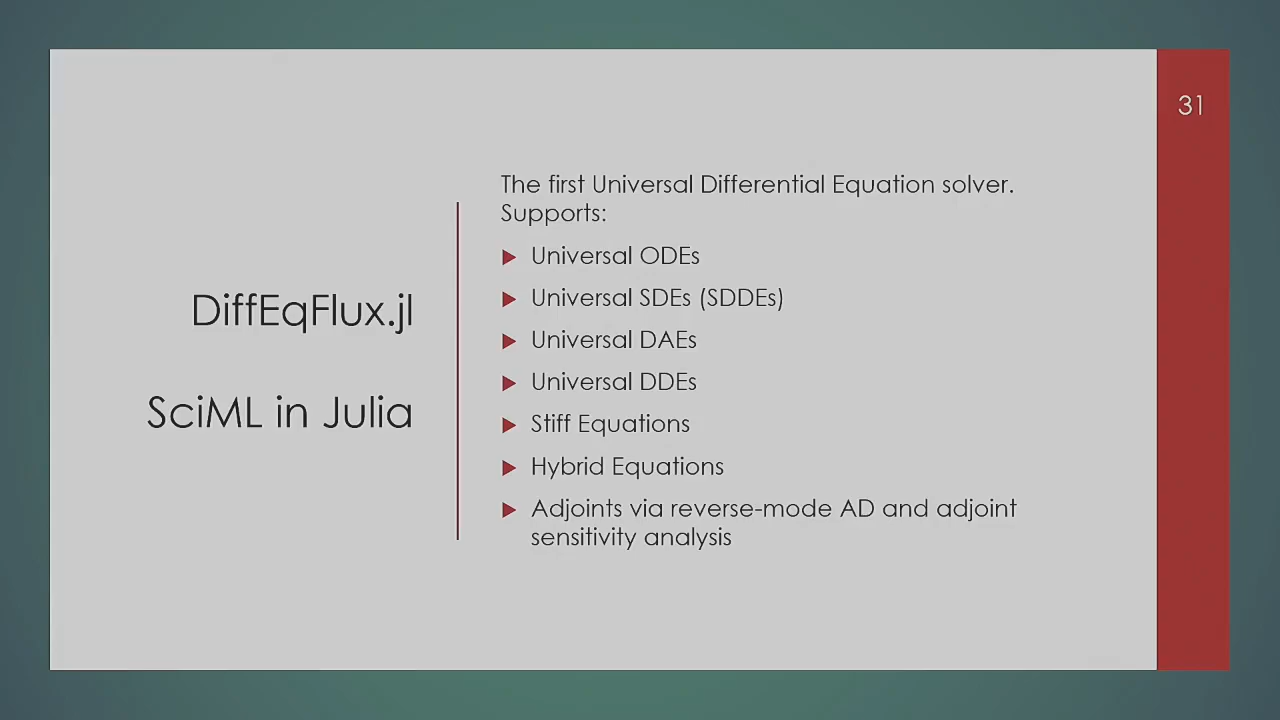 31
DiffEqFlux.jl
SciML in Julia
The first Universal Differential Equation solver.
Supports:
Universal ODEs
Universal SDEs (SDDEs)
Universal DAEs
Universal DDEs
Stiff Equations
Hybrid Equations
Adjoints via reverse-mode AD and adjoint
sensitivity analysis